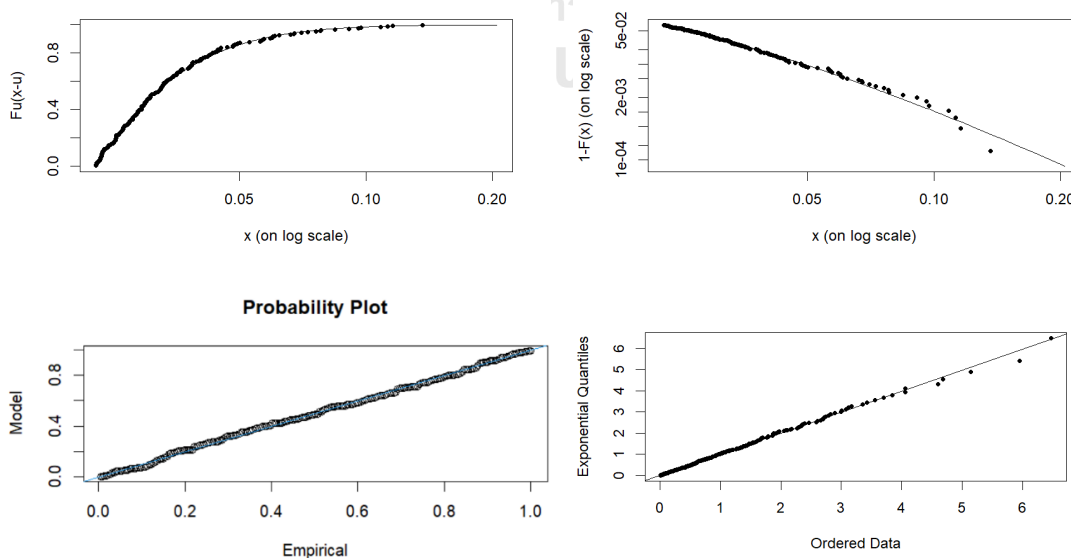 Fu(x-u)
0.8
0.4
0.0
0.05 0.10 0.20
x (on log scale)
1-F(x) (on log scale)
5e-02
2e-03
1e-04
0.05 0.10 0.20
x (on log scale)
Probability Plot
Model
0.8
0.4
0.0
0.0 0.2 0.4 0.6 0.8 1.0
Empirical
Exponential Quantiles
6
5
4
3
2
1
0
0 1 2 3 4 5 6
Ordered Data